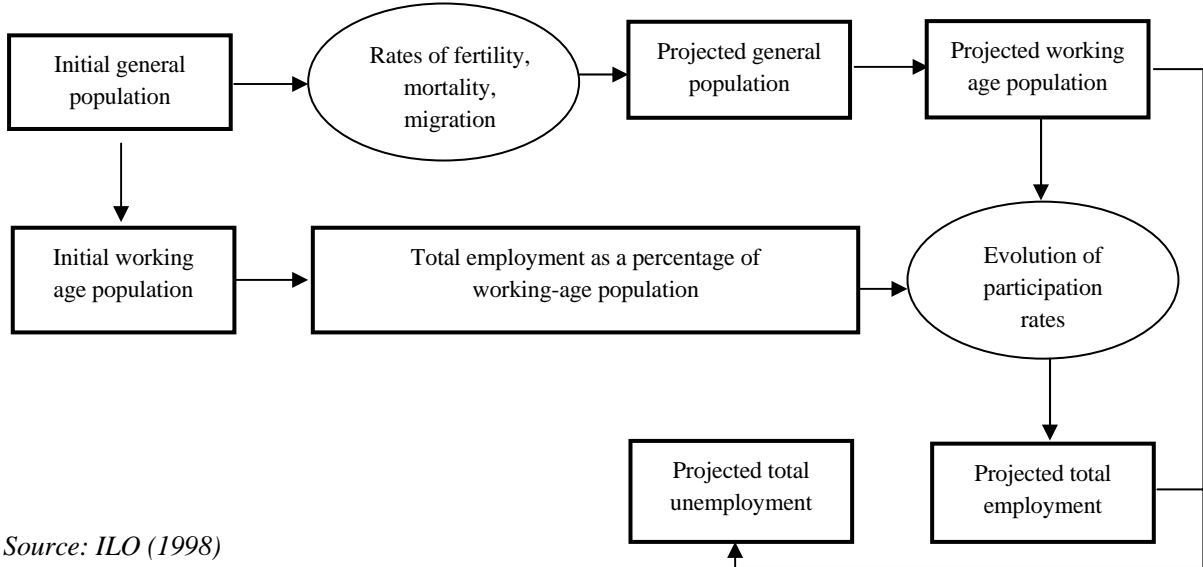 Initial general
population
Rates of fertility,
mortality,
migration
Projected general
population
Projected working
age population
Initial working
age population
Total employment as a percentage of
working-age population
Evolution of
participation
rates
Projected total
unemployment
Projected total
employment
Source: ILO (1998)